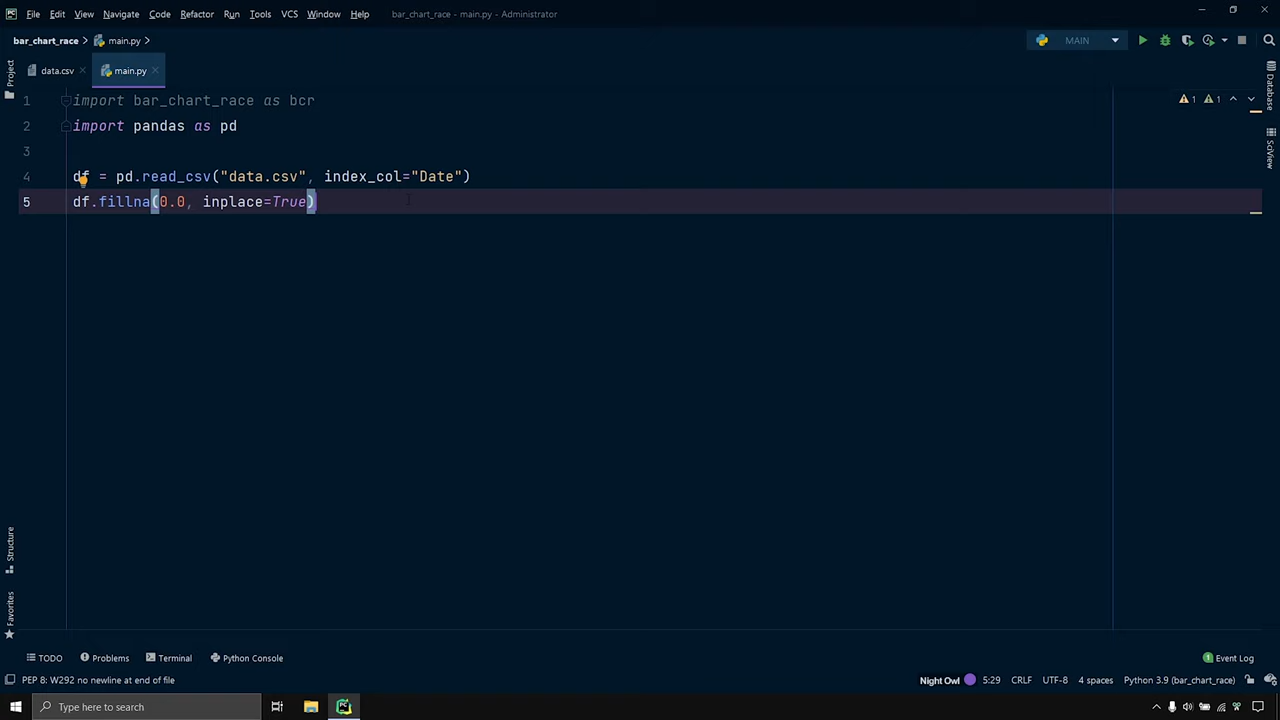 File Edit View Navigate Code Refactor Run Tools VCS Window Help bar_chart_race - main.py - Administrator
bar_chart_race main.py MAIN
data.csv main.py
Project
Database
SciView
1 import bar_chart_race as bcr
2 import pandas as pd
3
4 df = pd.read_csv("data.csv", index_col="Date")
5 df.fillna(0.0, inplace=True)
1 1
Structure
Favorites
TODO Problems Terminal Python Console 1 Event Log
PEP 8: W292 no newline at end of file Night Owl 5:29 CRLF UTF-8 4 spaces Python 3.9 (bar_chart_race)
Type here to search